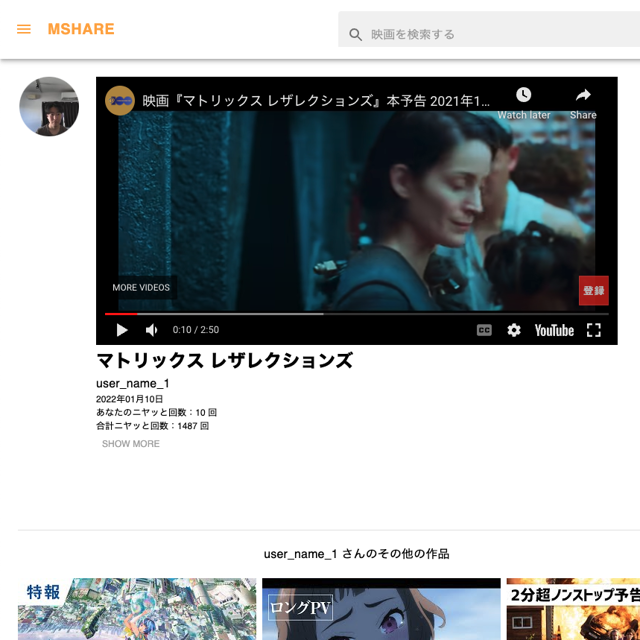 MSHARE
映画を検索する
映画『マトリックス レザレクションズ』本予告 2021年1...
Watch later
Share
MORE VIDEOS
登録
0:10 / 2:50
CC
YouTube
マトリックス レザレクションズ
user_name_1
2022年01月10日
あなたのニヤッと回数：10 回
合計ニヤッと回数：1487 回
SHOW MORE
user_name_1 さんのその他の作品
特報
ロングPV
2分超ノンストップ予告